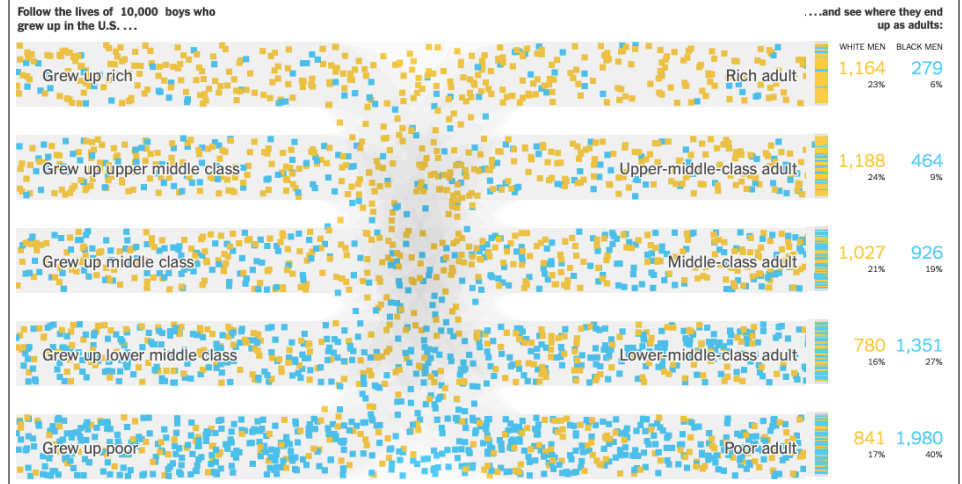 Follow the lives of 10,000 boys who
grew up in the U.S. ...
...and see where they end
up as adults:
WHITE MEN BLACK MEN
Grew up rich
Rich adult
1,164 279
23% 6%
Grew up upper middle class
Upper-middle-class adult
1,188 464
24% 9%
Grew up middle class
Middle-class adult
1,027 926
21% 19%
Grew up lower middle class
Lower-middle-class adult
780 1,351
16% 27%
Grew up poor
Poor adult
841 1,980
17% 40%